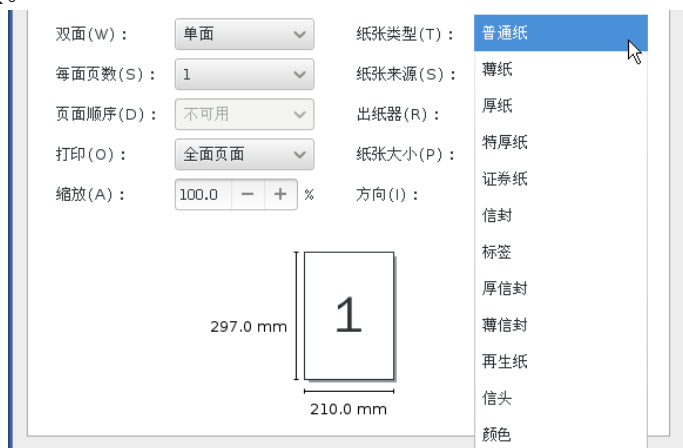 双面(W)： 单面 纸张类型(T)： 普通纸
每面页数(S)： 1 纸张来源(S)： 薄纸
页面顺序(D)： 不可用 出纸器(R)： 厚纸
打印(O)： 全面页面 纸张大小(P)： 特厚纸
缩放(A)： 100.0 − + % 方向(I)： 证券纸
信封
标签
厚信封
薄信封
再生纸
信头
颜色
1
297.0 mm
210.0 mm